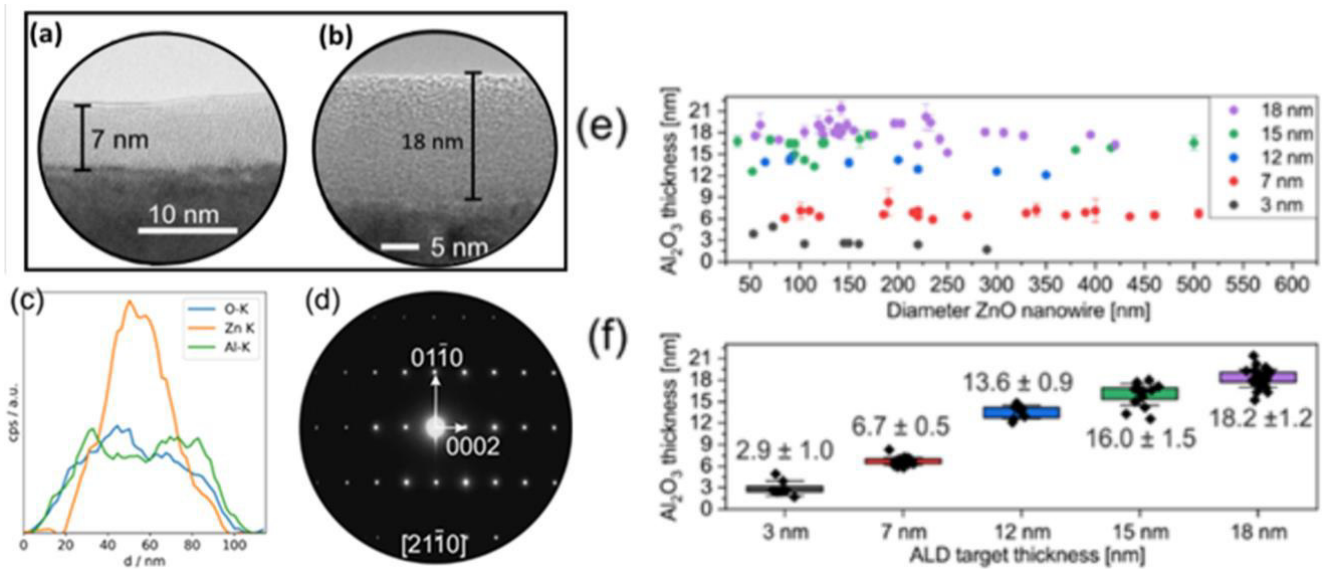 (a)
7 nm
10 nm
(b)
18 nm
5 nm
(c)
cps / a.u.
O-K
Zn K
Al-K
0 20 40 60 80 100
d / nm
(d)
011̄0
0002
[21̄1̄0]
(e)
Al₂O₃ thickness [nm]
21
18
15
12
9
6
3
0
18 nm
15 nm
12 nm
7 nm
3 nm
50 100 150 200 250 300 350 400 450 500 550 600
Diameter ZnO nanowire [nm]
(f)
Al₂O₃ thickness [nm]
21
18
15
12
9
6
3
0
2.9 ± 1.0
6.7 ± 0.5
13.6 ± 0.9
16.0 ± 1.5
18.2 ±1.2
3 nm 7 nm 12 nm 15 nm 18 nm
ALD target thickness [nm]